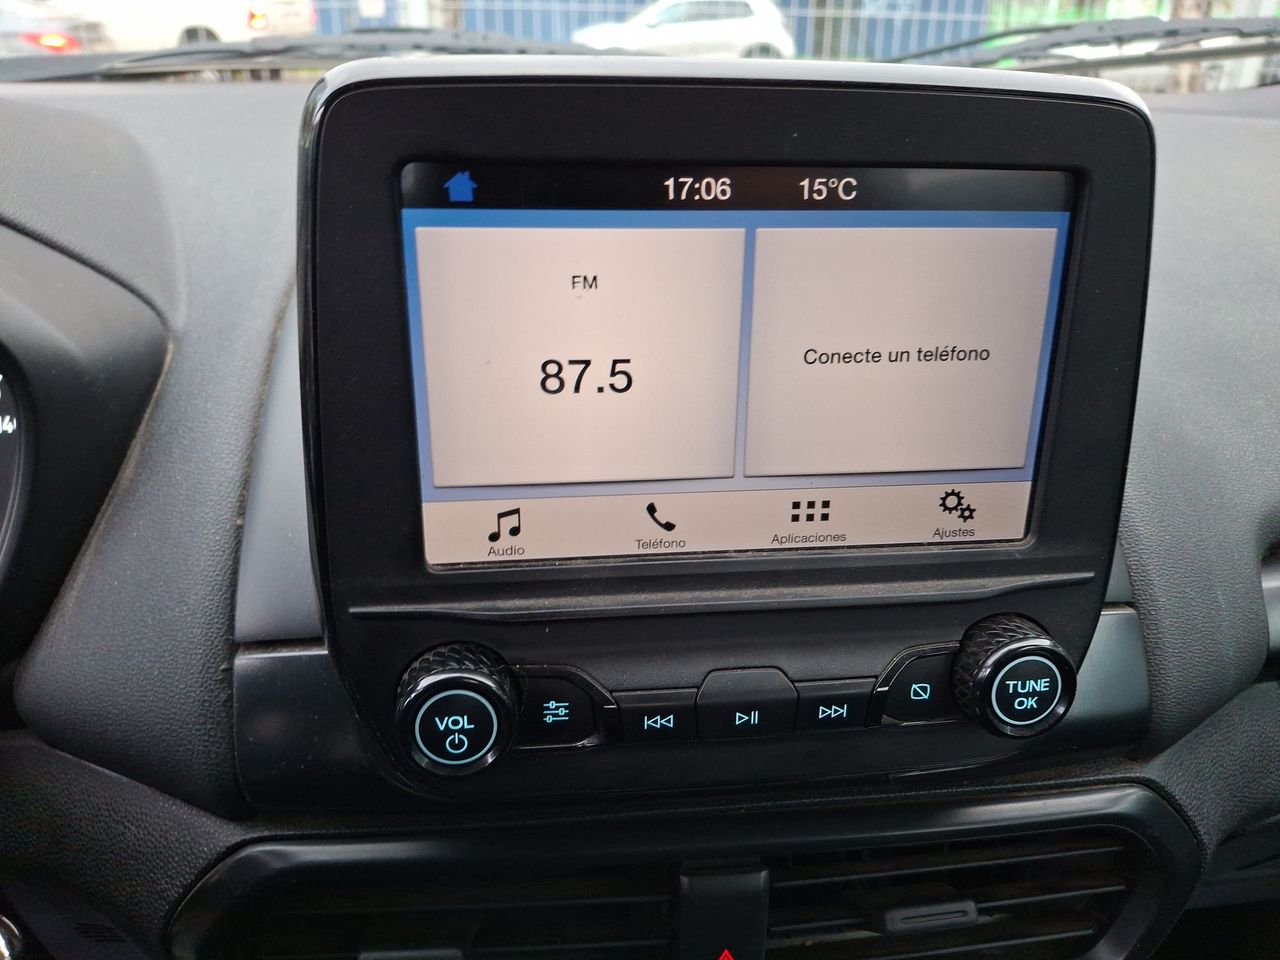 17:06 15°C
FM
87.5
Conecte un teléfono
Audio
Teléfono
Aplicaciones
Ajustes
VOL
TUNE
OK